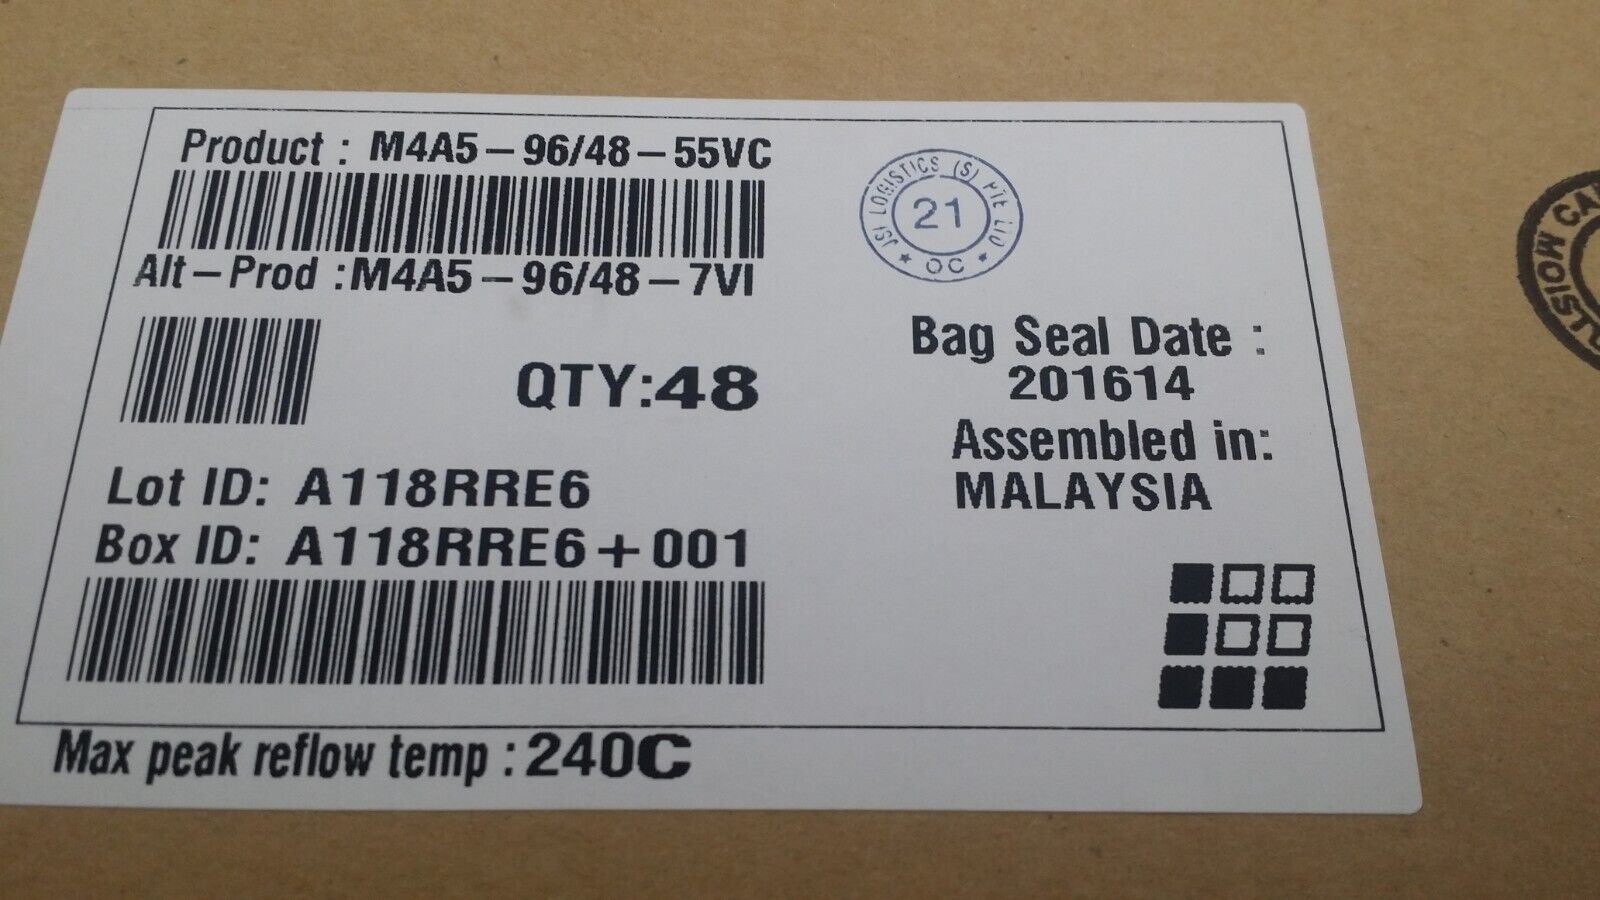 Product : M4A5-96/48-55VC
Alt-Prod :M4A5-96/48-7VI
QTY:48
Lot ID: A118RRE6
Box ID: A118RRE6+001
Max peak reflow temp :240C
JSI LOGISTICS (S) PTE LTD
21
★ OC ★
Bag Seal Date :
201614
Assembled in:
MALAYSIA